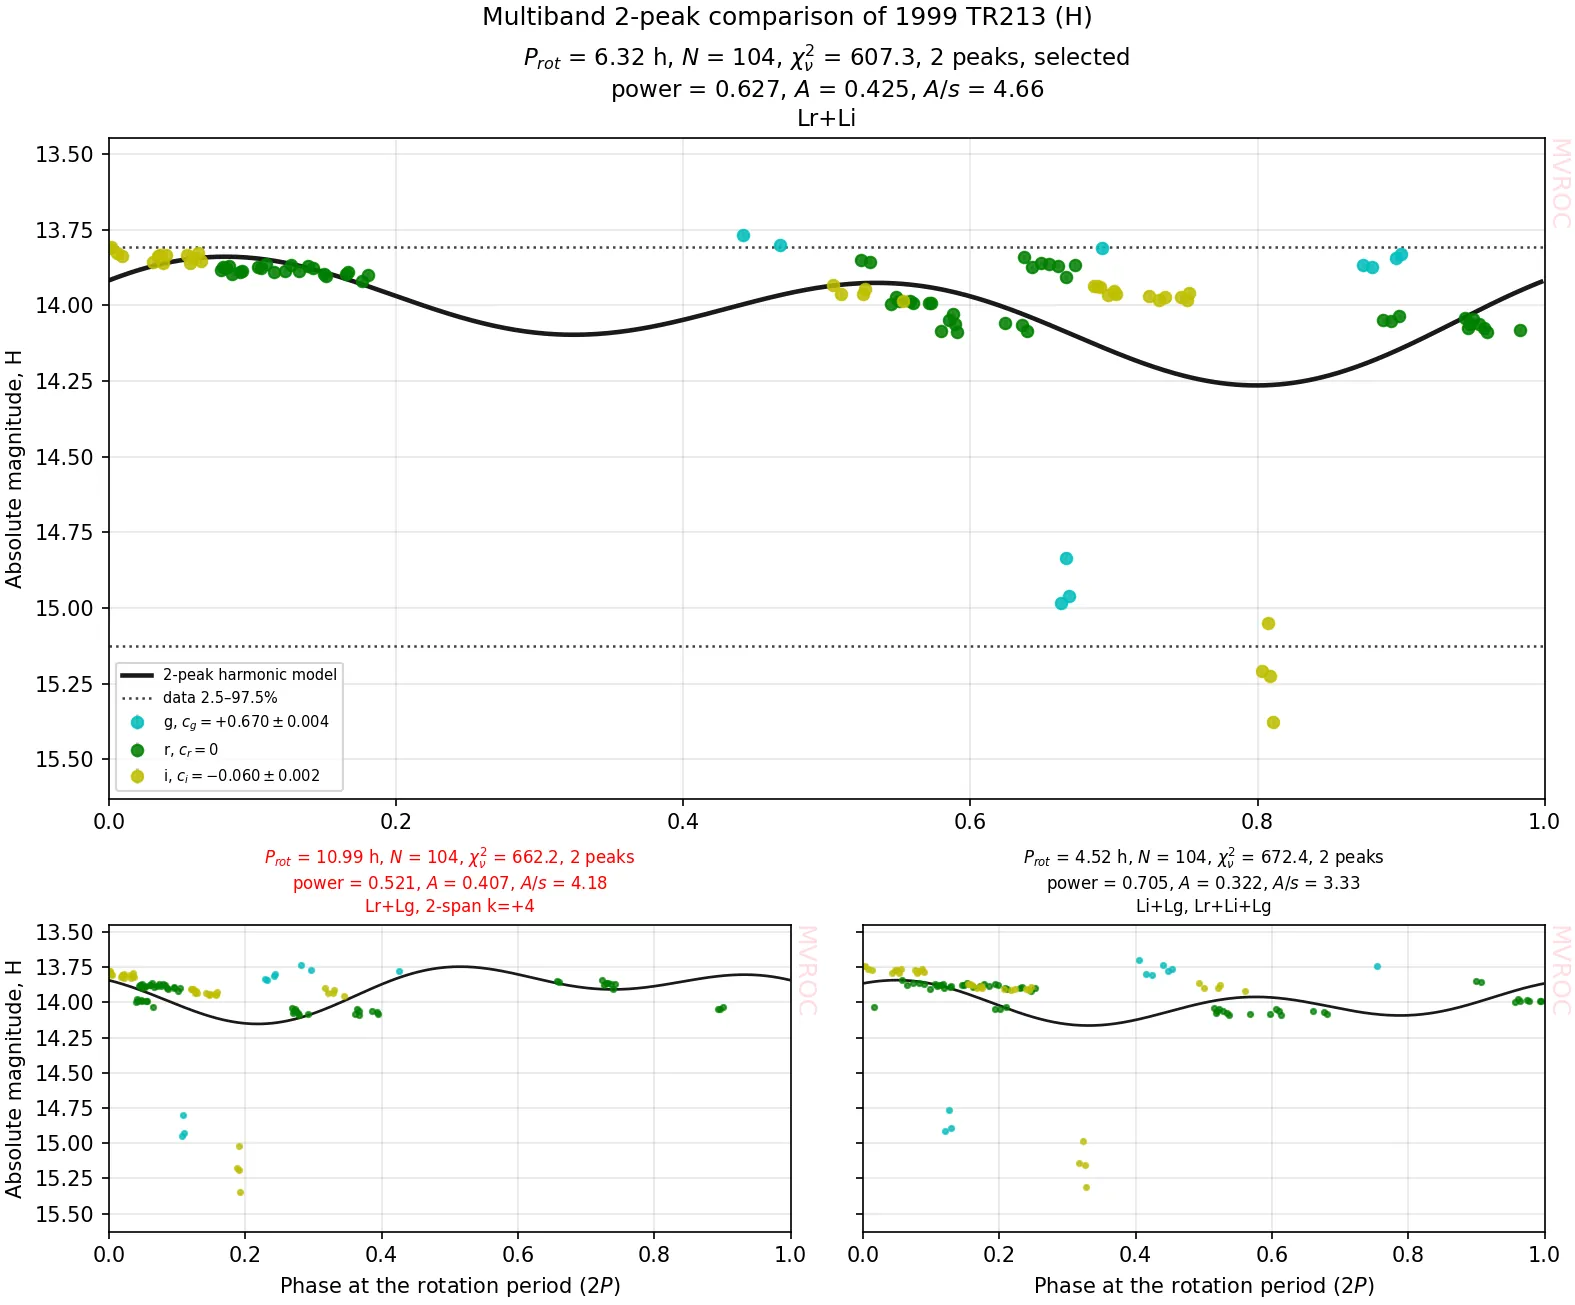 Multiband 2-peak comparison of 1999 TR213 (H)
P_rot = 6.32 h, N = 104, χ²_ν = 607.3, 2 peaks, selected
power = 0.627, A = 0.425, A/s = 4.66
Lr+Li
MVROC
Absolute magnitude, H
13.50
13.75
14.00
14.25
14.50
14.75
15.00
15.25
15.50
2-peak harmonic model
data 2.5–97.5%
g, c_g = +0.670 ± 0.004
r, c_r = 0
i, c_i = −0.060 ± 0.002
0.0 0.2 0.4 0.6 0.8 1.0
P_rot = 10.99 h, N = 104, χ²_ν = 662.2, 2 peaks
power = 0.521, A = 0.407, A/s = 4.18
Lr+Lg, 2-span k=+4
MVROC
Absolute magnitude, H
13.50
13.75
14.00
14.25
14.50
14.75
15.00
15.25
15.50
0.0 0.2 0.4 0.6 0.8 1.0
Phase at the rotation period (2P)
P_rot = 4.52 h, N = 104, χ²_ν = 672.4, 2 peaks
power = 0.705, A = 0.322, A/s = 3.33
Li+Lg, Lr+Li+Lg
MVROC
0.0 0.2 0.4 0.6 0.8 1.0
Phase at the rotation period (2P)